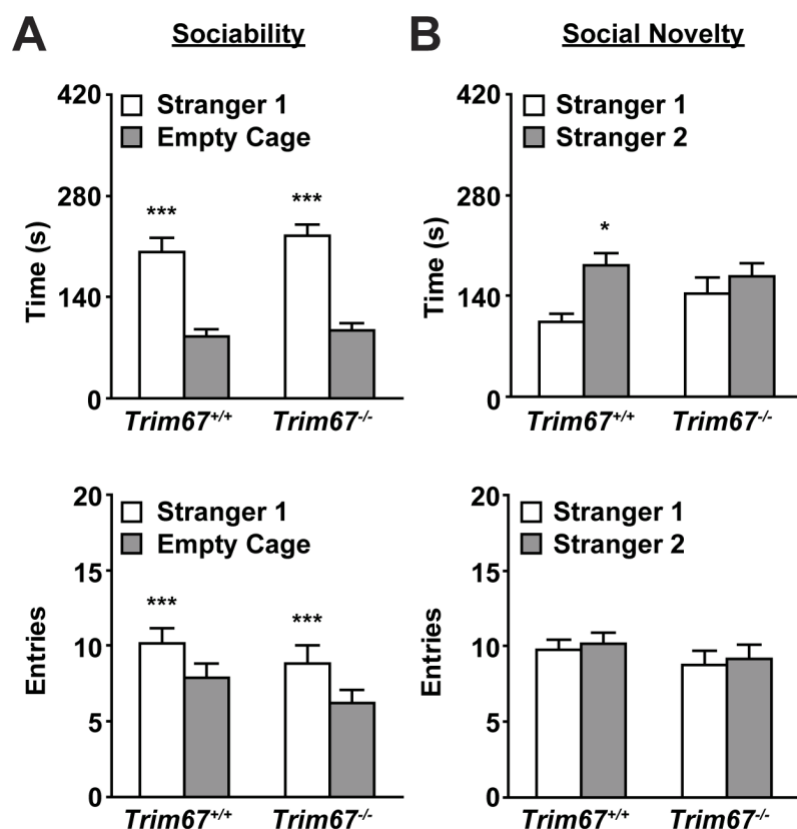 A
Sociability
Time (s)
420
280
140
0
Stranger 1
Empty Cage
***
***
Trim67+/+
Trim67-/-
B
Social Novelty
Time (s)
420
280
140
0
Stranger 1
Stranger 2
*
Trim67+/+
Trim67-/-
Entries
20
15
10
5
0
Stranger 1
Empty Cage
***
***
Trim67+/+
Trim67-/-
Entries
20
15
10
5
0
Stranger 1
Stranger 2
Trim67+/+
Trim67-/-